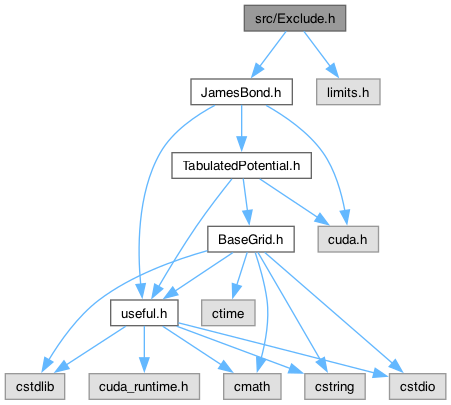 src/Exclude.h
JamesBond.h
limits.h
TabulatedPotential.h
BaseGrid.h
cuda.h
useful.h
ctime
cstdlib
cuda_runtime.h
cmath
cstring
cstdio